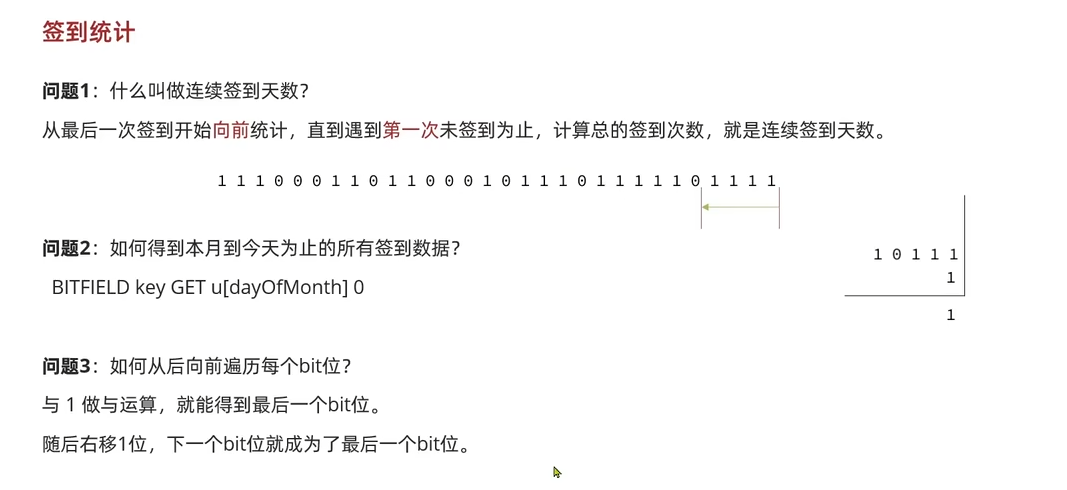 签到统计
问题1：什么叫做连续签到天数？
从最后一次签到开始向前统计，直到遇到第一次未签到为止，计算总的签到次数，就是连续签到天数。
1 1 1 0 0 0 1 1 0 1 1 0 0 0 1 0 1 1 1 0 1 1 1 1 1 0 1 1 1 1
问题2：如何得到本月到今天为止的所有签到数据？
BITFIELD key GET u[dayOfMonth] 0
1 0 1 1 1
1
1
问题3：如何从后向前遍历每个bit位？
与 1 做与运算，就能得到最后一个bit位。
随后右移1位，下一个bit位就成为了最后一个bit位。